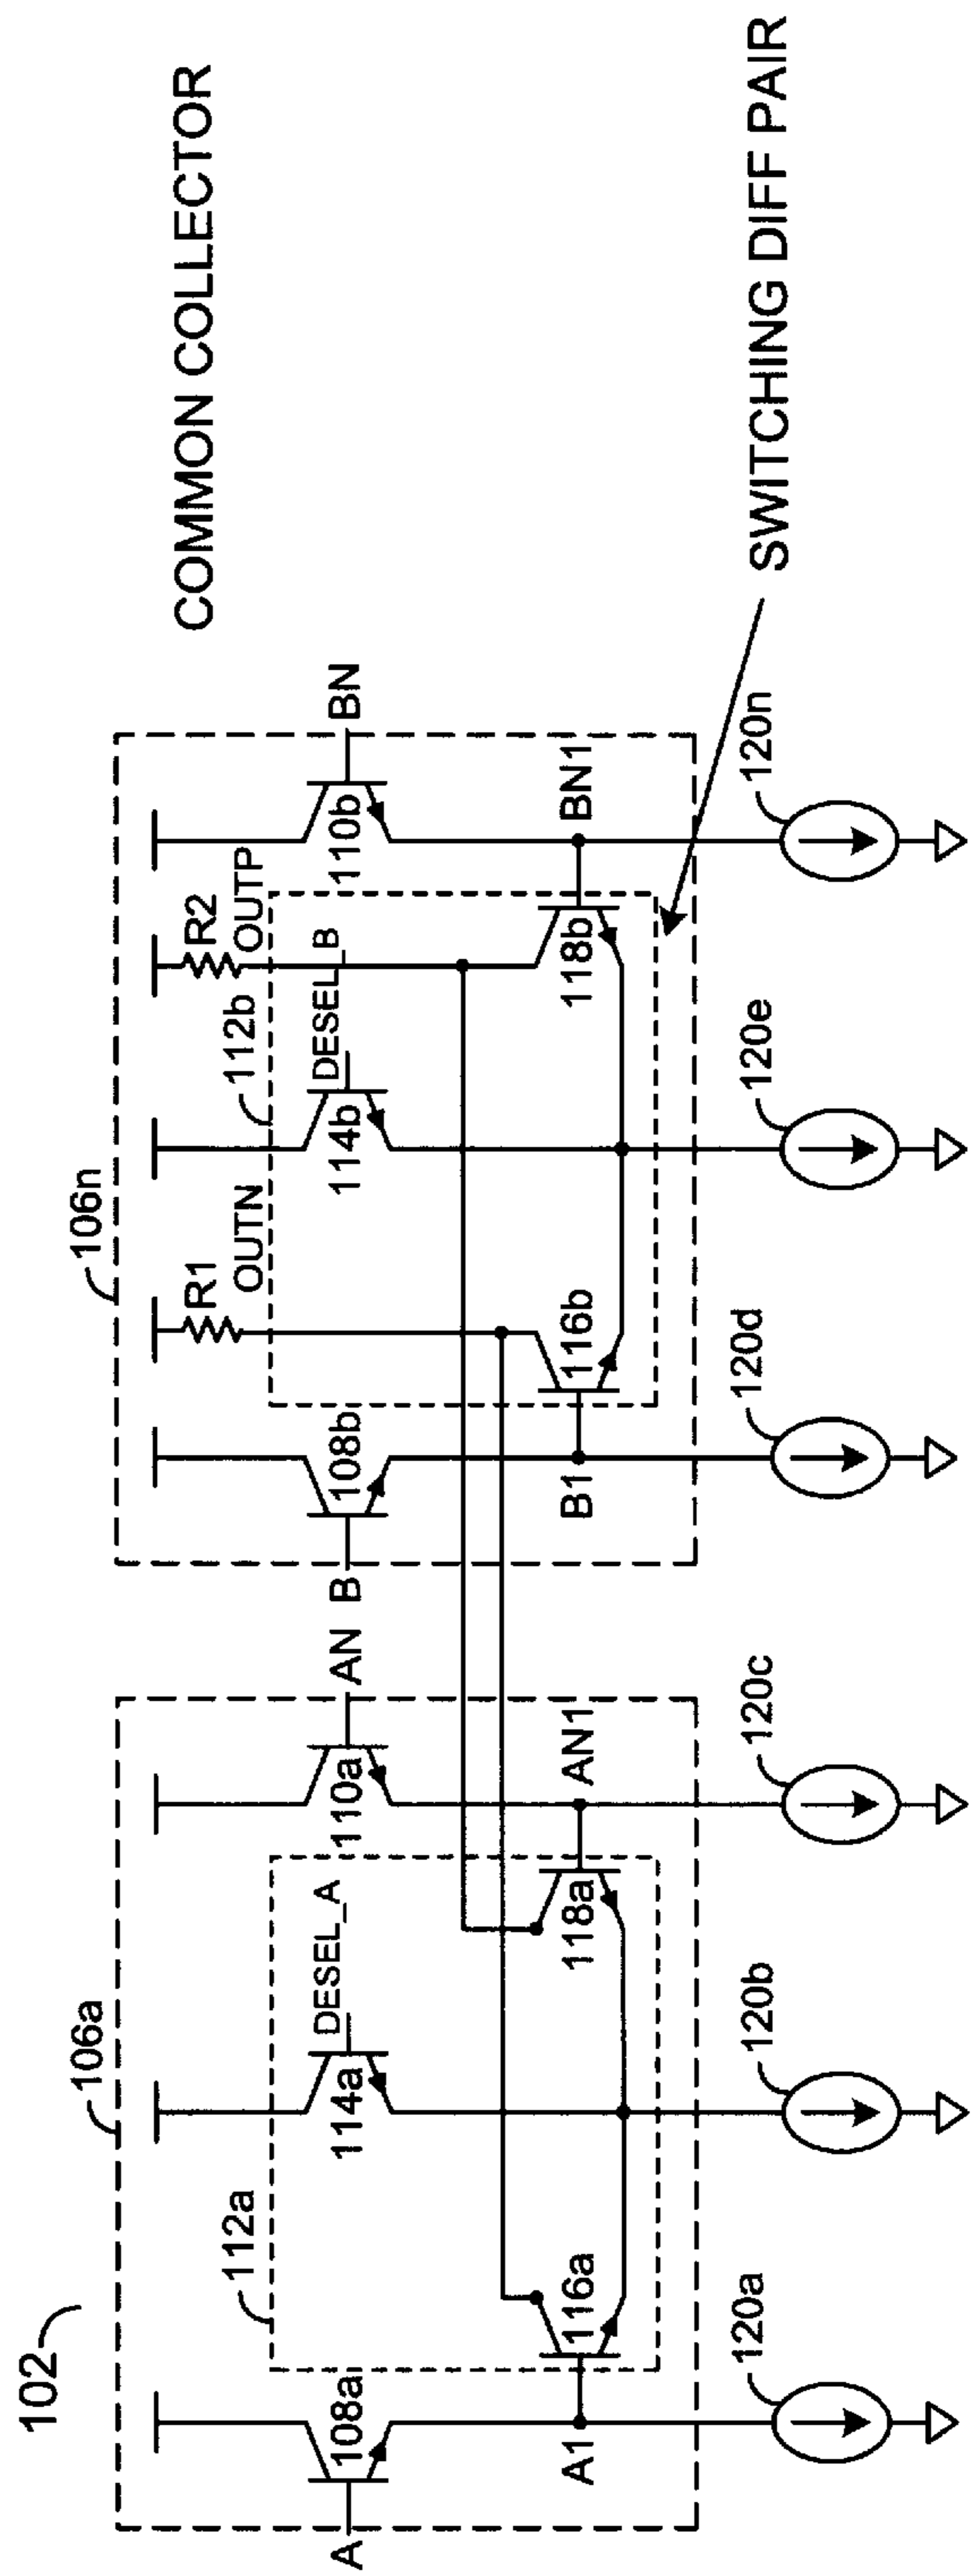 102
COMMON COLLECTOR
106a
106n
112a
112b
R1
R2
OUTN
OUTP
DESEL_A
DESEL_B
A
108a
114a
110a
AN
B
108b
114b
110b
BN
A1
116a
118a
AN1
B1
116b
118b
BN1
120a
120b
120c
120d
120e
120n
SWITCHING DIFF PAIR